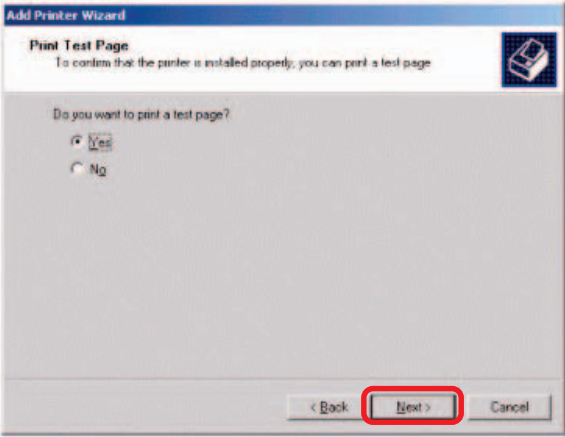 Add Printer Wizard
Print Test Page
To confirm that the printer is installed properly, you can print a test page
Do you want to print a test page?
Yes
No
< Back
Next >
Cancel